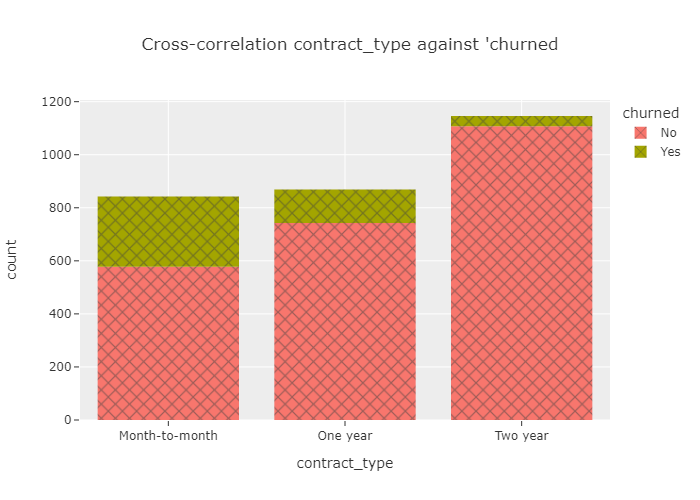 Cross-correlation contract_type against 'churned
churned
No
Yes
count
1200
1000
800
600
400
200
0
Month-to-month
One year
Two year
contract_type